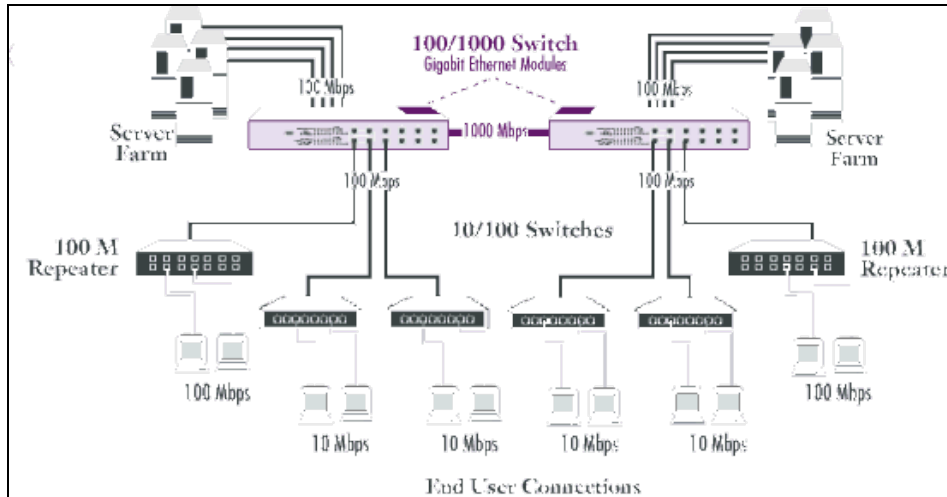 100/1000 Switch
Gigabit Ethernet Modules
100 Mbps
100 Mbps
Server
Farm
1000 Mbps
Server
Farm
100 Mbps
100 Mbps
10/100 Switches
100 M
Repeater
100 M
Repeater
100 Mbps
100 Mbps
10 Mbps
10 Mbps
10 Mbps
10 Mbps
End User Connections